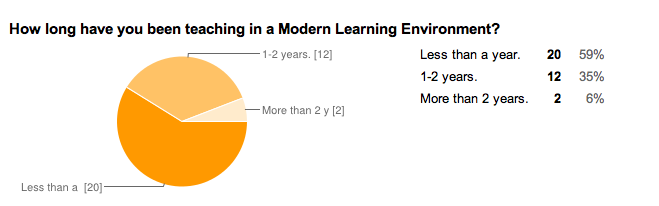 How long have you been teaching in a Modern Learning Environment?
1-2 years. [12]
More than 2 y [2]
Less than a [20]
Less than a year. 20 59%
1-2 years. 12 35%
More than 2 years. 2 6%